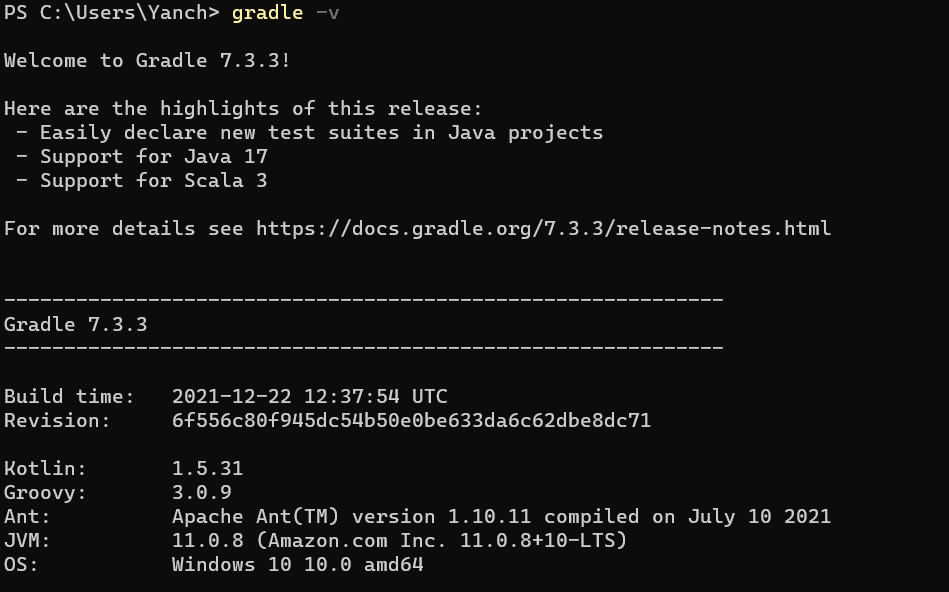 PS C:\Users\Yanch> gradle -v
Welcome to Gradle 7.3.3!
Here are the highlights of this release:
- Easily declare new test suites in Java projects
- Support for Java 17
- Support for Scala 3
For more details see https://docs.gradle.org/7.3.3/release-notes.html
------------------------------------------------------------
Gradle 7.3.3
------------------------------------------------------------
Build time:   2021-12-22 12:37:54 UTC
Revision:     6f556c80f945dc54b50e0be633da6c62dbe8dc71
Kotlin:       1.5.31
Groovy:       3.0.9
Ant:          Apache Ant(TM) version 1.10.11 compiled on July 10 2021
JVM:          11.0.8 (Amazon.com Inc. 11.0.8+10-LTS)
OS:           Windows 10 10.0 amd64